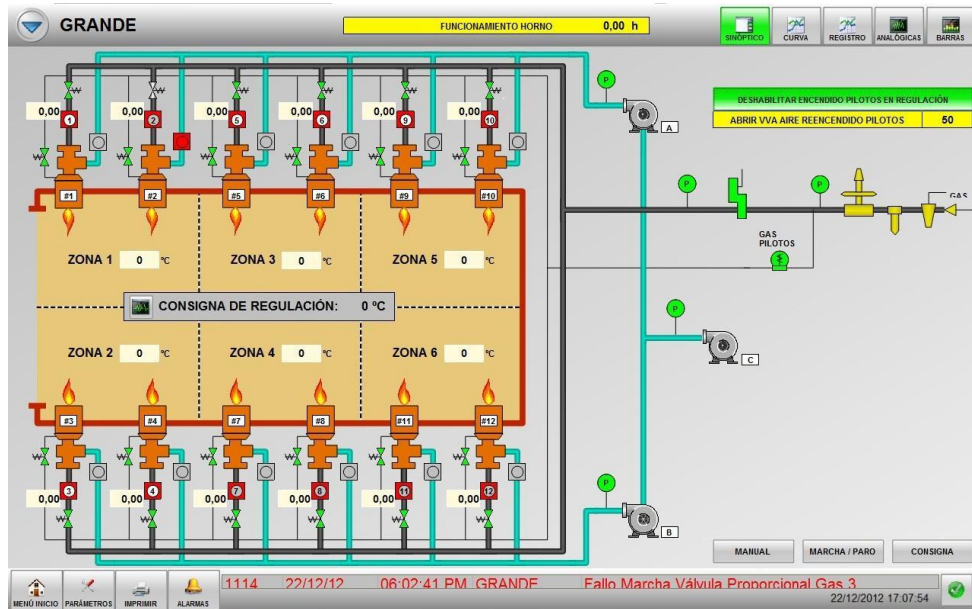 GRANDE
FUNCIONAMIENTO HORNO 0,00 h
SINÓPTICO CURVA REGISTRO ANALÓGICAS BARRAS
P
DESHABILITAR ENCENDIDO PILOTOS EN REGULACIÓN
ABRIR VVA AIRE REENCENDIDO PILOTOS 50
0,00 1 0,00 2 0,00 5 0,00 6 0,00 9 0,00 10
A
#1 #2 #5 #6 #9 #10
P P
GAS
GAS
PILOTOS
ZONA 1 0 ºC ZONA 3 0 ºC ZONA 5 0 ºC
CONSIGNA DE REGULACIÓN: 0 ºC
P
ZONA 2 0 ºC ZONA 4 0 ºC ZONA 6 0 ºC
C
#3 #4 #7 #8 #11 #12
P
0,00 3 0,00 4 0,00 7 0,00 8 0,00 11 0,00 12
B
MANUAL MARCHA / PARO CONSIGNA
1114 22/12/12 06:02:41 PM GRANDE Fallo Marcha Válvula Proporcional Gas 3
MENÚ INICIO PARÁMETROS IMPRIMIR ALARMAS
22/12/2012 17:07:54